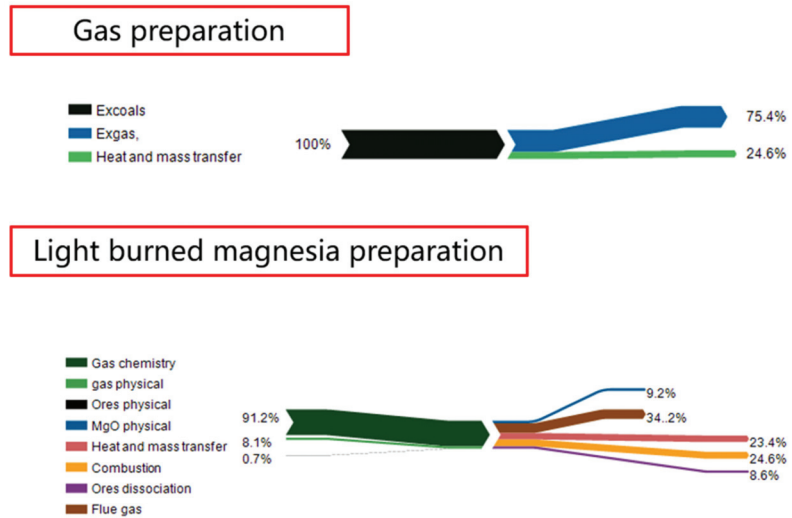 Gas preparation
Excoals
Exgas,
Heat and mass transfer
100%
75.4%
24.6%
Light burned magnesia preparation
Gas chemistry
gas physical
Ores physical
MgO physical
Heat and mass transfer
Combustion
Ores dissociation
Flue gas
91.2%
8.1%
0.7%
9.2%
34..2%
23.4%
24.6%
8.6%